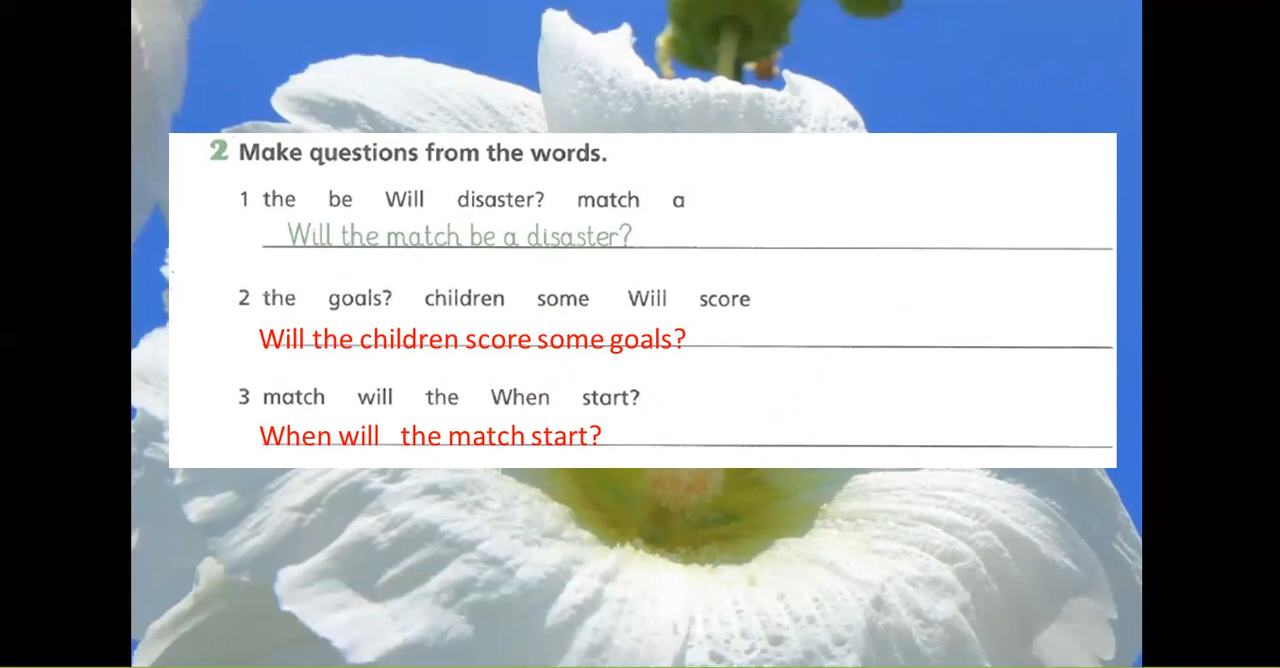 2 Make questions from the words.
1 the be Will disaster? match a
Will the match be a disaster?
2 the goals? children some Will score
Will the children score some goals?
3 match will the When start?
When will the match start?